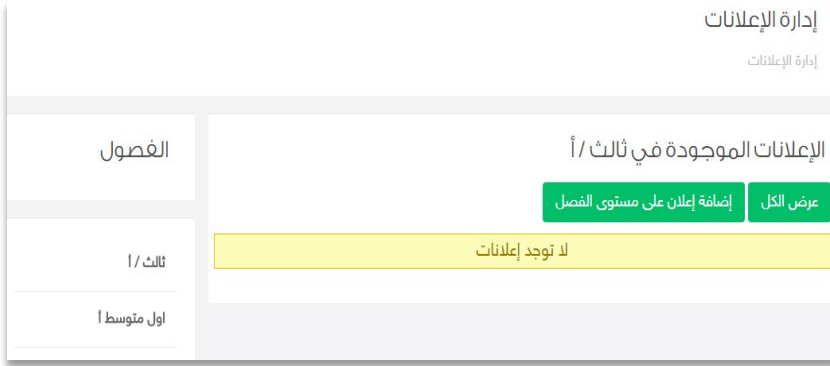 إدارة الإعلانات
إدارة الإعلانات
الإعلانات الموجودة في ثالث / أ
عرض الكل
إضافة إعلان على مستوى الفصل
لا توجد إعلانات
الفصول
ثالث / أ
اول متوسط أ